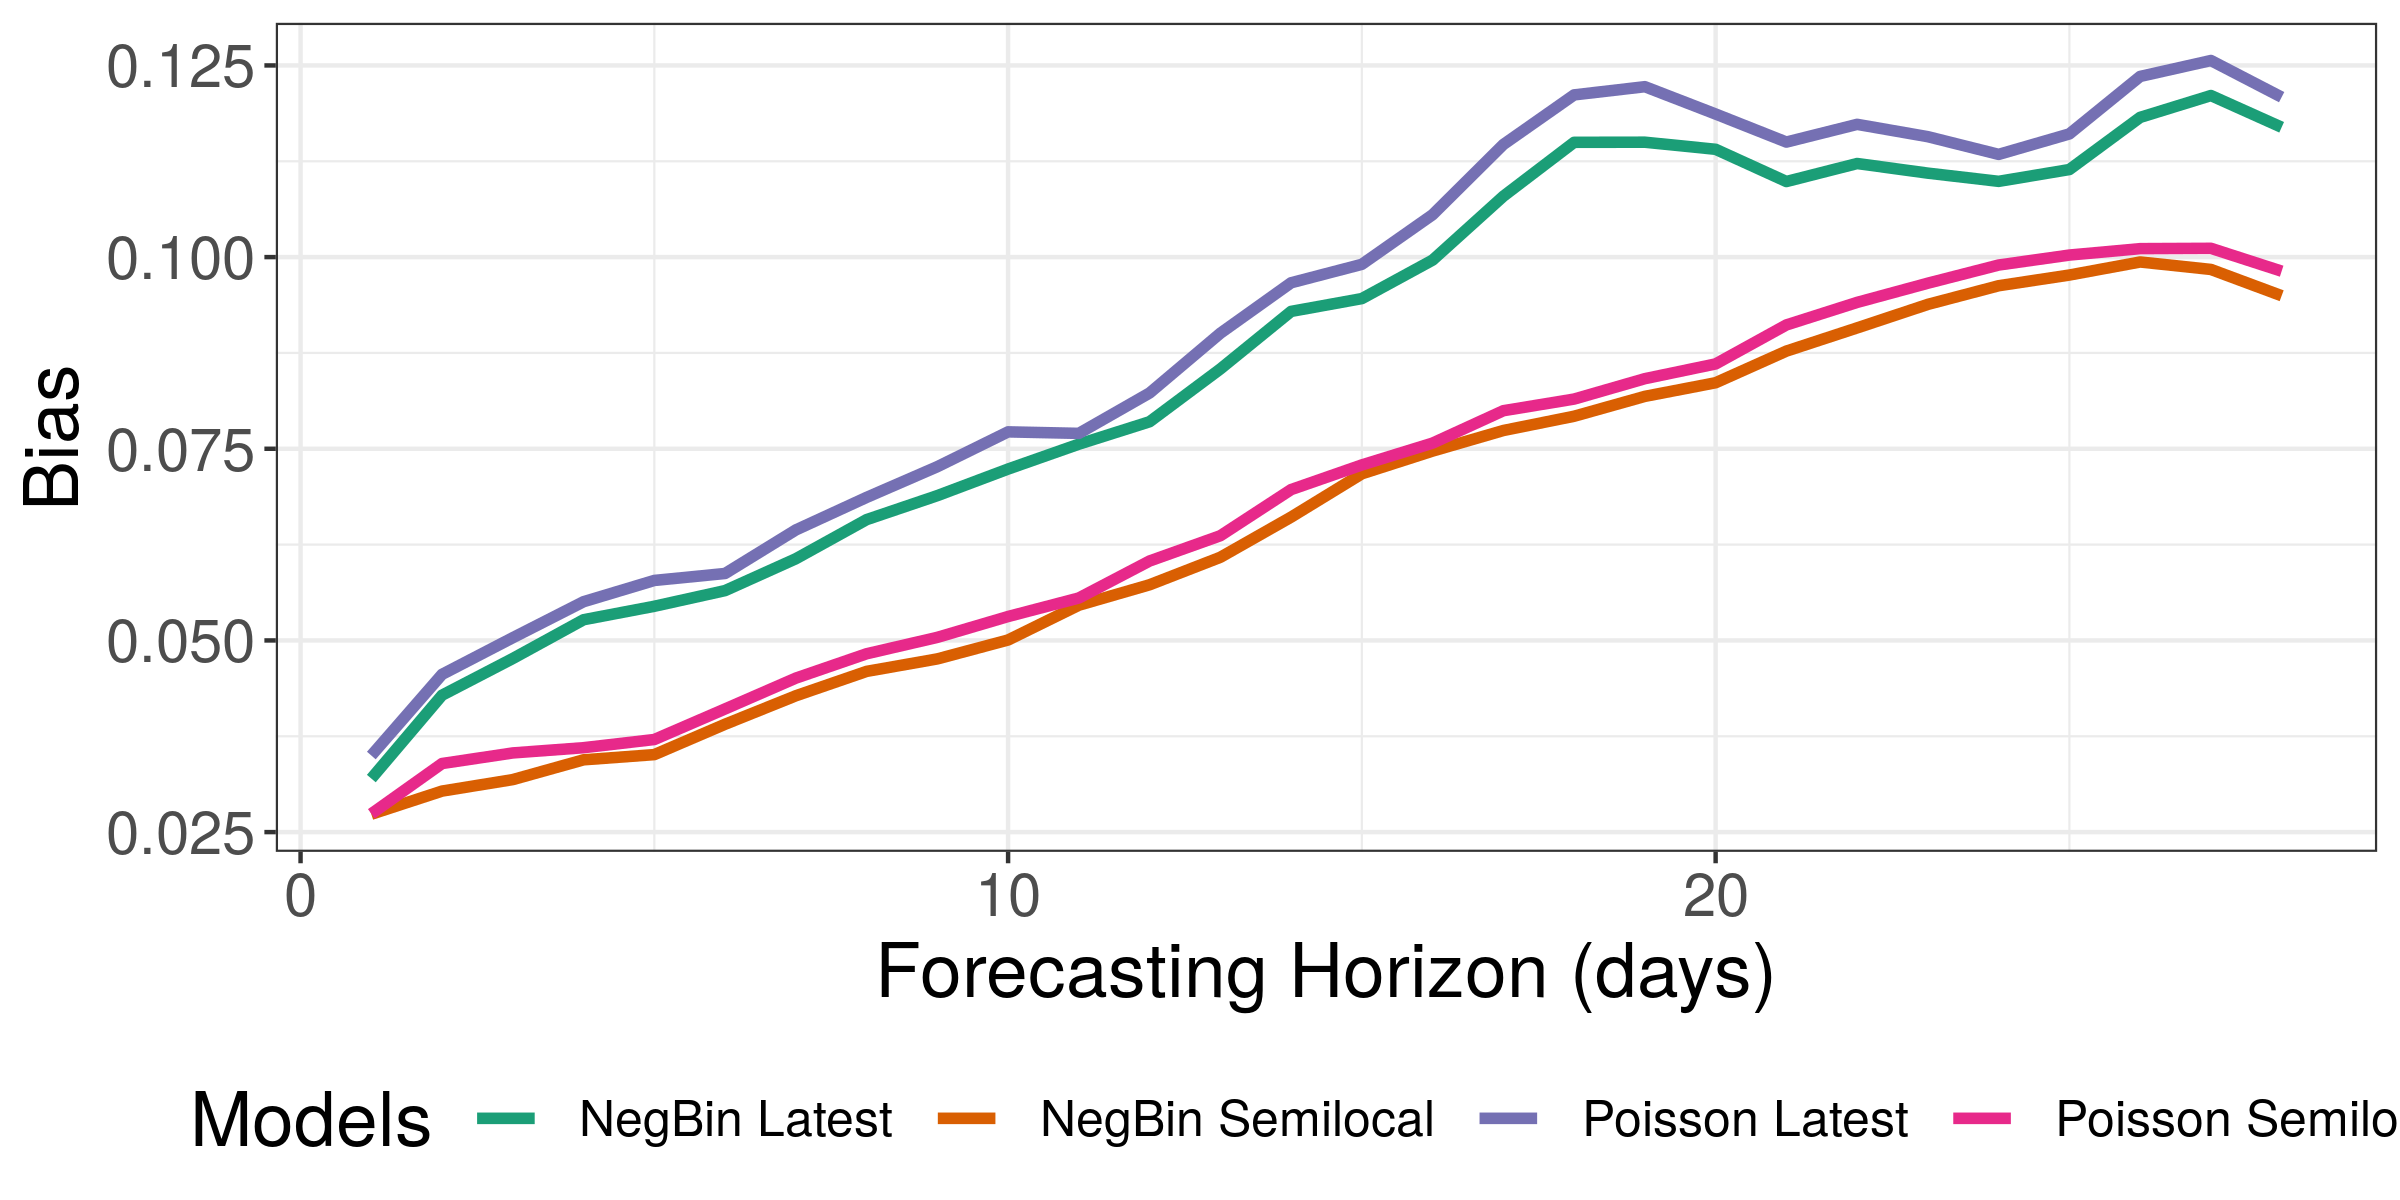 0.125
0.100
0.075
0.050
0.025
Bias
0 10 20
Forecasting Horizon (days)
Models NegBin Latest NegBin Semilocal Poisson Latest Poisson Semilo